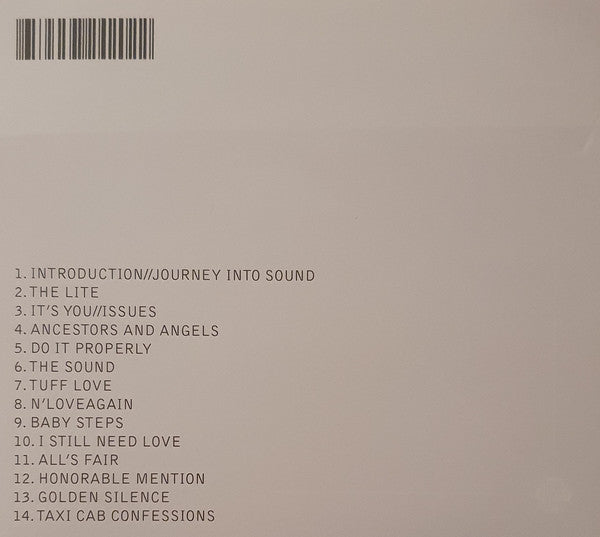 1. INTRODUCTION//JOURNEY INTO SOUND
2. THE LITE
3. IT'S YOU//ISSUES
4. ANCESTORS AND ANGELS
5. DO IT PROPERLY
6. THE SOUND
7. TUFF LOVE
8. N'LOVEAGAIN
9. BABY STEPS
10. I STILL NEED LOVE
11. ALL'S FAIR
12. HONORABLE MENTION
13. GOLDEN SILENCE
14. TAXI CAB CONFESSIONS